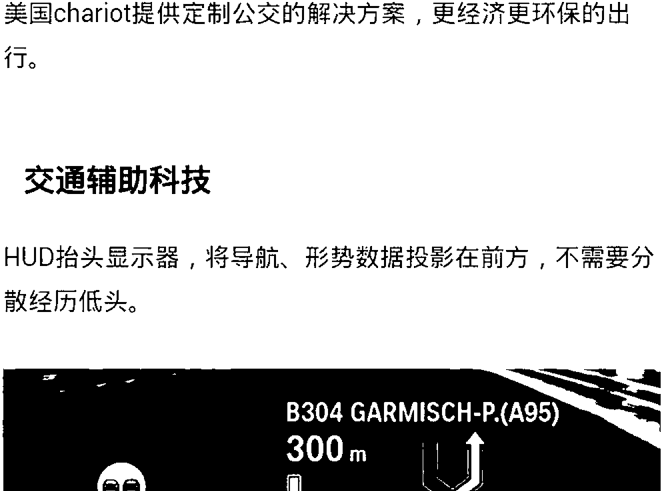 美国chariot提供定制公交的解决方案，更经济更环保的出
行。
交通辅助科技
HUD抬头显示器，将导航、形势数据投影在前方，不需要分
散经历低头。
B304 GARMISCH-P.(A95)
300 m